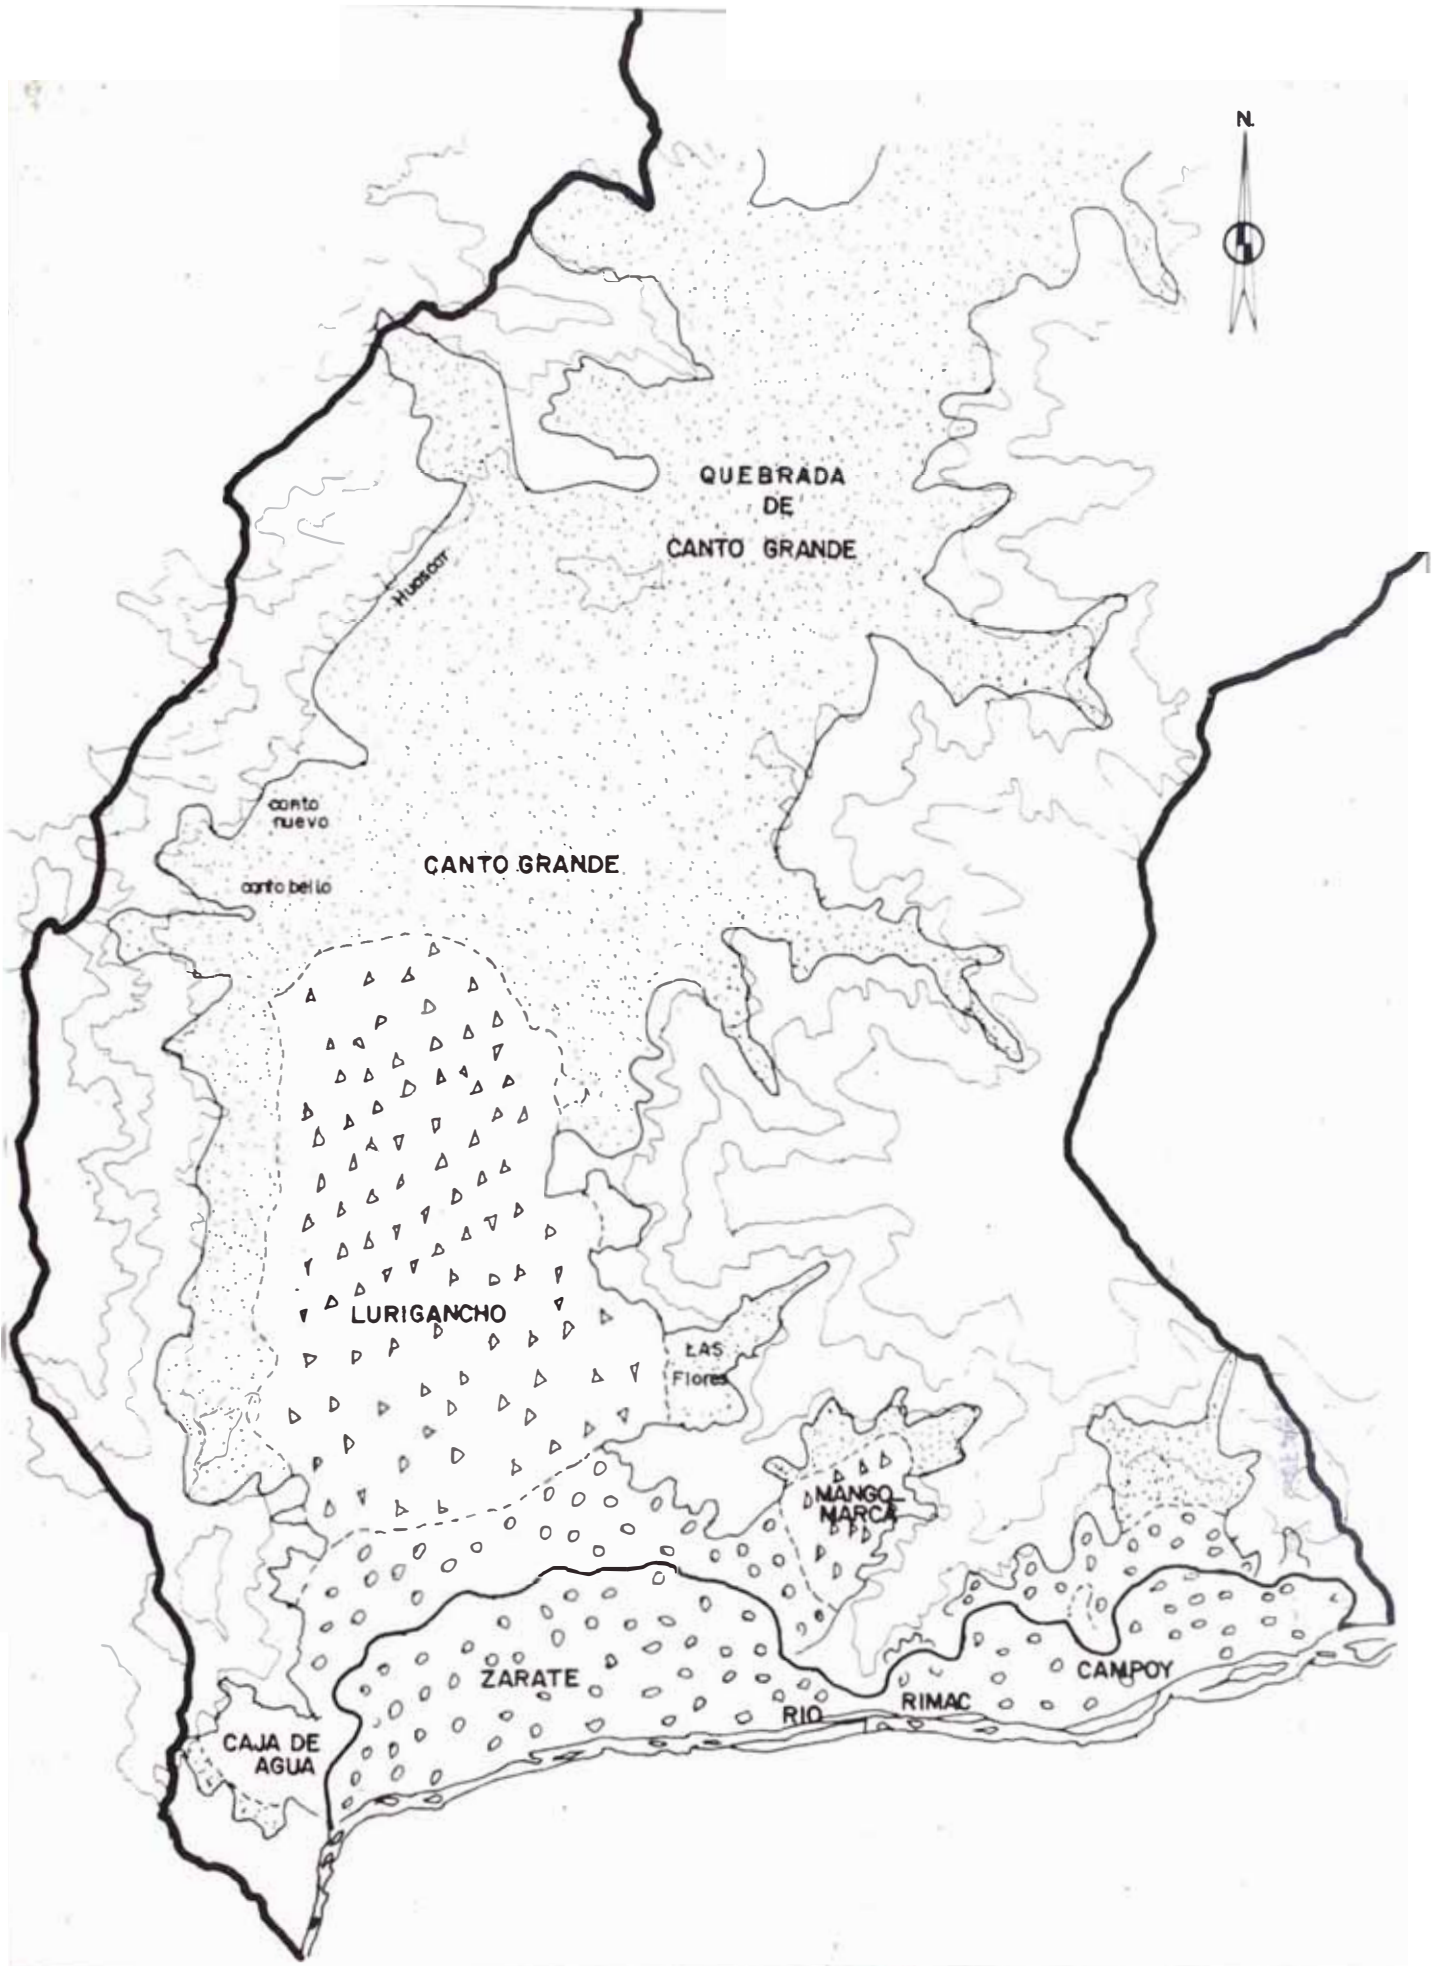 N.
QUEBRADA
DE
CANTO GRANDE
Huascar
canto
nuevo
CANTO GRANDE
canto bello
LURIGANCHO
LAS
Flores
MANGO_
MARCA
ZARATE
CAMPOY
RIO RIMAC
CAJA DE
AGUA